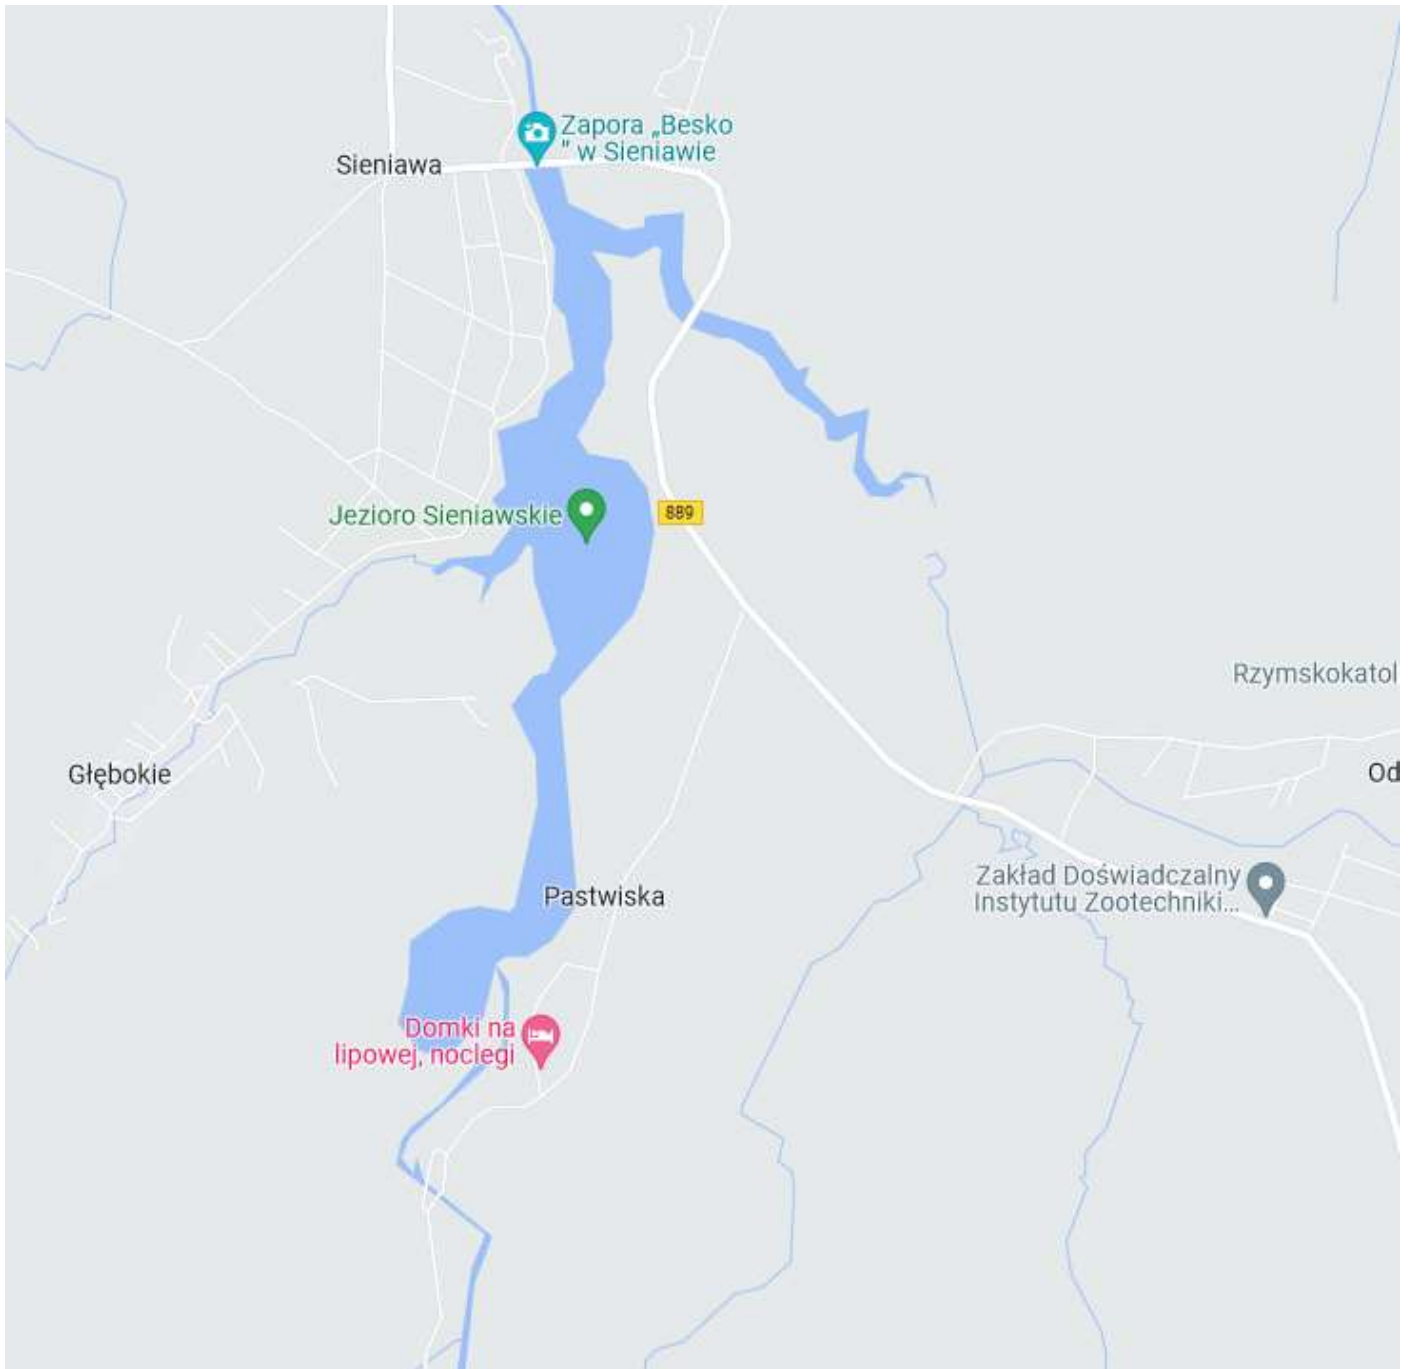 Zapora „Besko
" w Sieniawie
Sieniawa
Jezioro Sieniawskie
889
Rzymskokatol
Głębokie
Od
Zakład Doświadczalny
Instytutu Zootechniki...
Pastwiska
Domki na
lipowej, noclegi